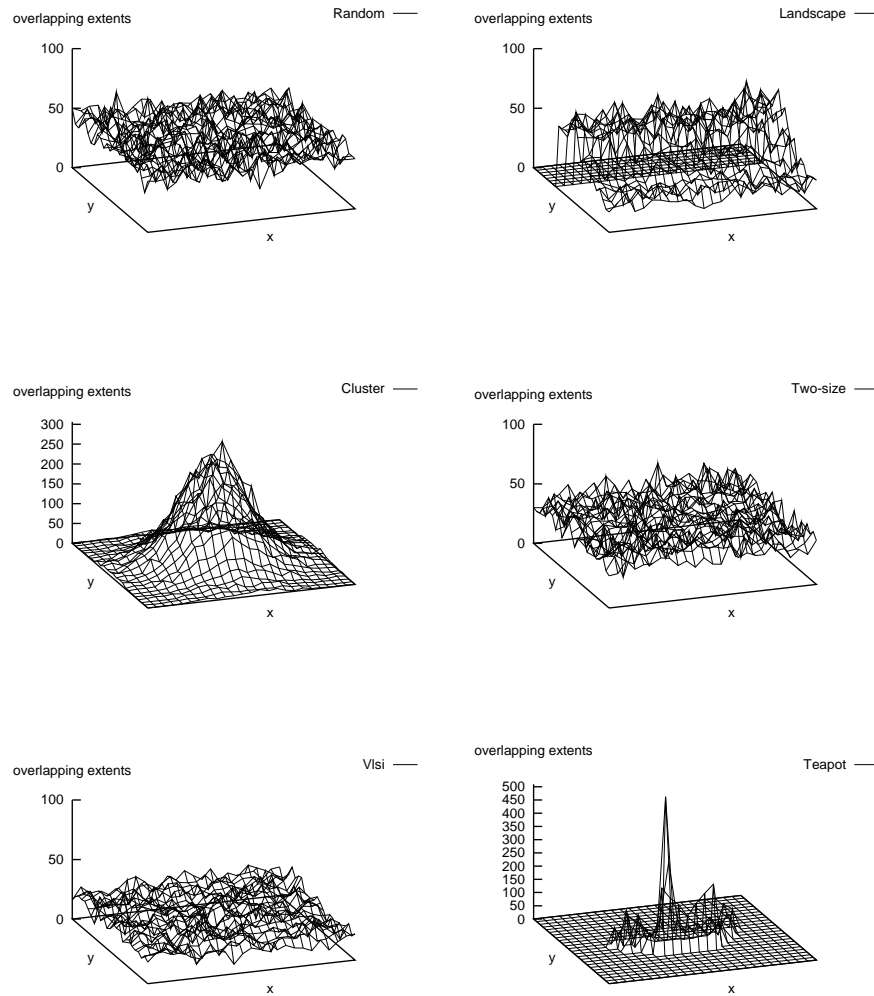 overlapping extents
Random
100
50
0
y
x
overlapping extents
Landscape
100
50
0
y
x
overlapping extents
Cluster
300
250
200
150
100
50
0
y
x
overlapping extents
Two-size
100
50
0
y
x
overlapping extents
Vlsi
100
50
0
y
x
overlapping extents
Teapot
500
450
400
350
300
250
200
150
100
50
0
y
x